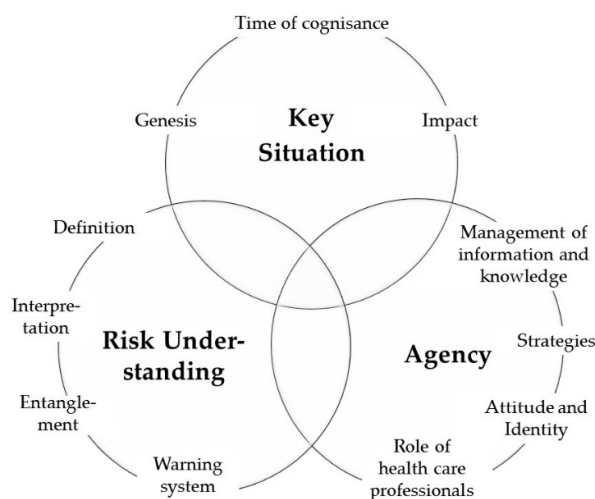 Time of cognisance
Genesis
Key
Situation
Impact
Definition
Interpre-
tation
Risk Under-
standing
Entangle-
ment
Warning
system
Management of
information and
knowledge
Agency
Strategies
Attitude and
Identity
Role of
health care
professionals